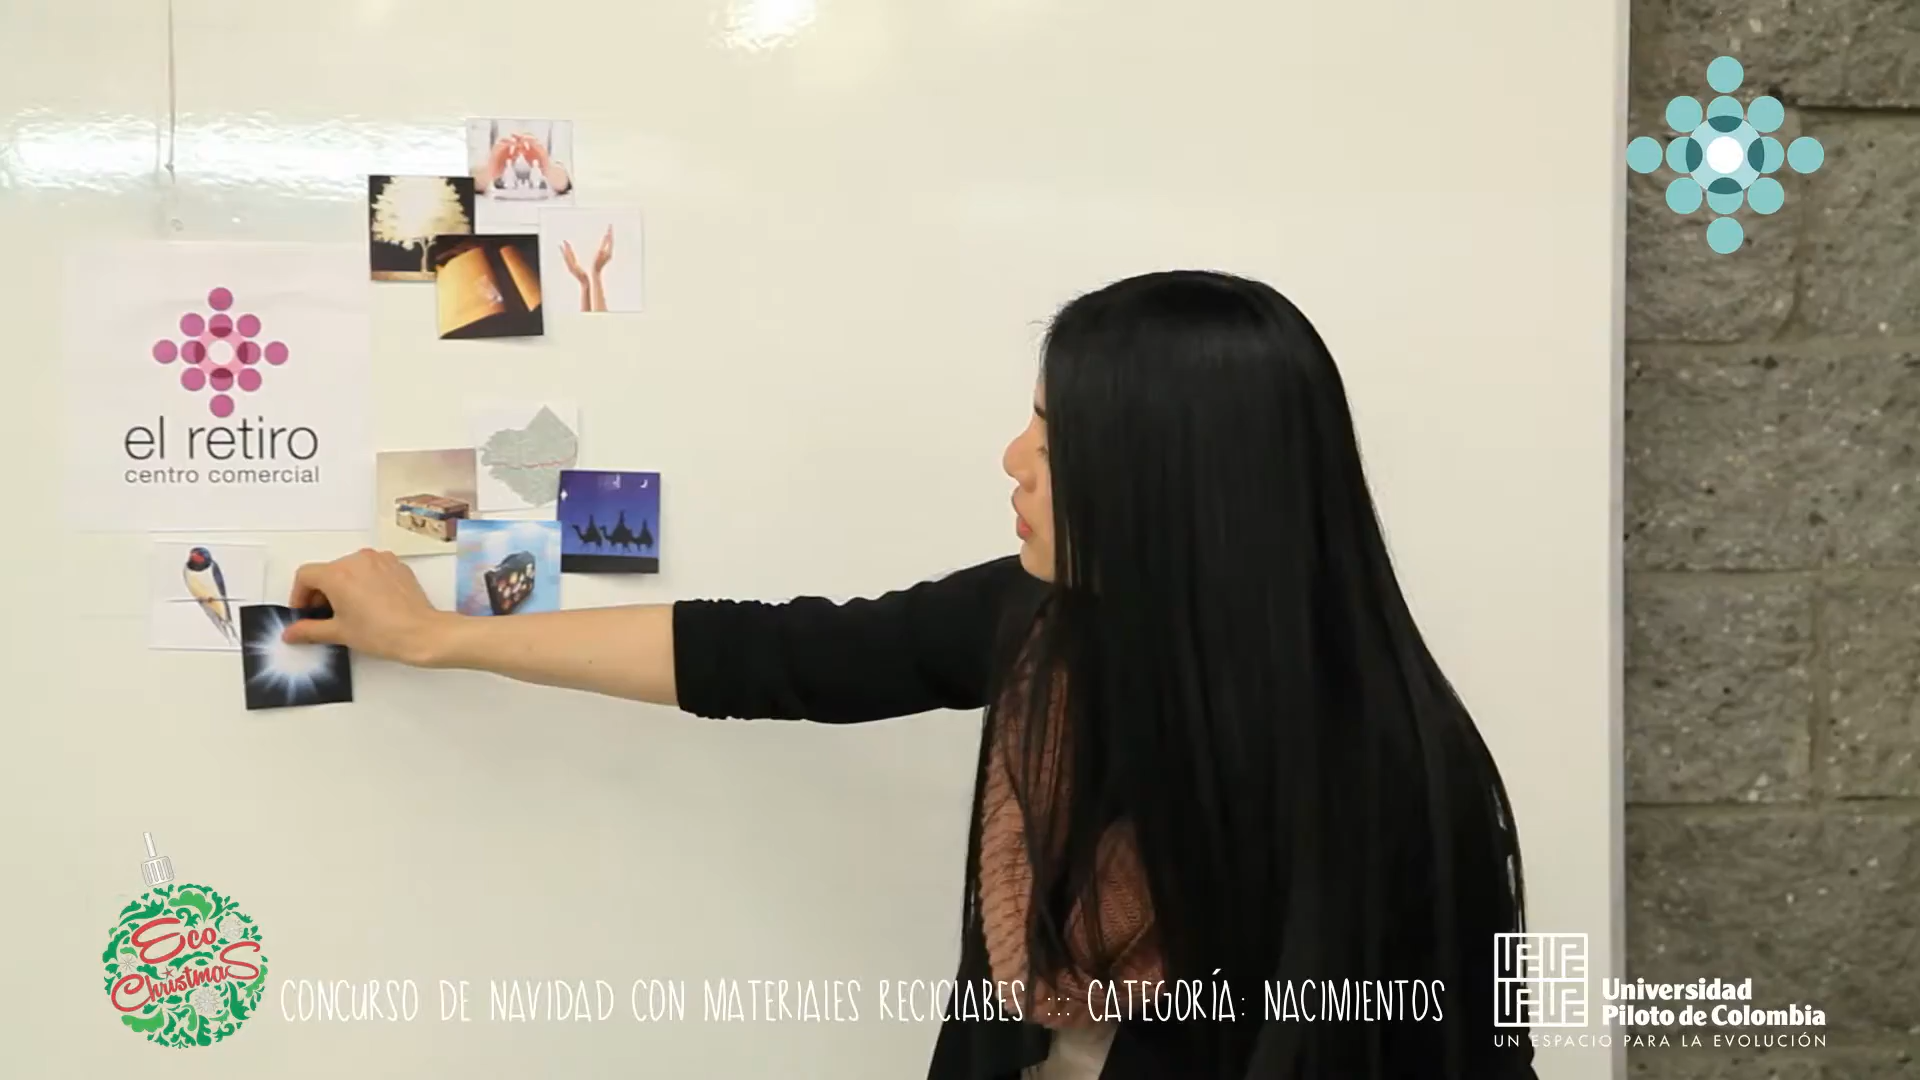 el retiro
centro comercial
Eco
Christmas
CONCURSO DE NAVIDAD CON MATERIALES RECICIABES ::: CATEGORÍA: NACIMIENTOS
Universidad
Piloto de Colombia
UN ESPACIO PARA LA EVOLUCIÓN